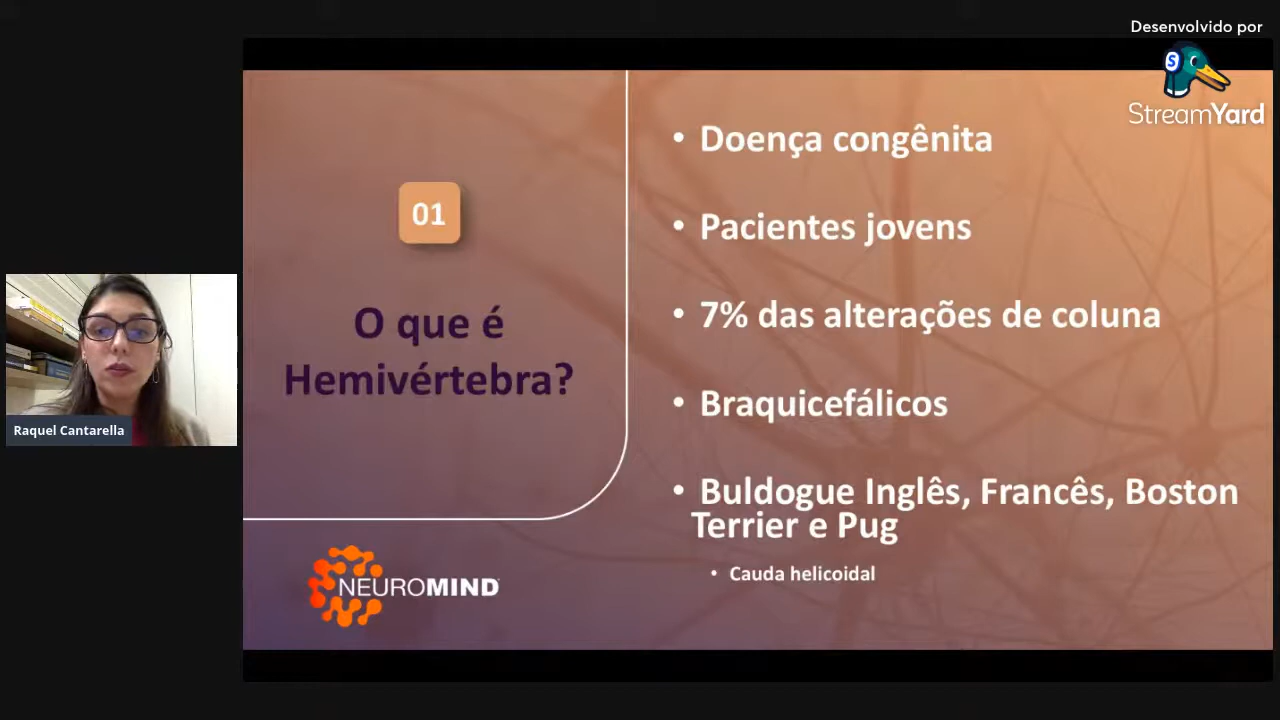 Desenvolvido por
S
StreamYard
01
O que é
Hemivértebra?
• Doença congênita
• Pacientes jovens
• 7% das alterações de coluna
• Braquicefálicos
• Buldogue Inglês, Francês, Boston
Terrier e Pug
• Cauda helicoidal
Raquel Cantarella
NEUROMIND